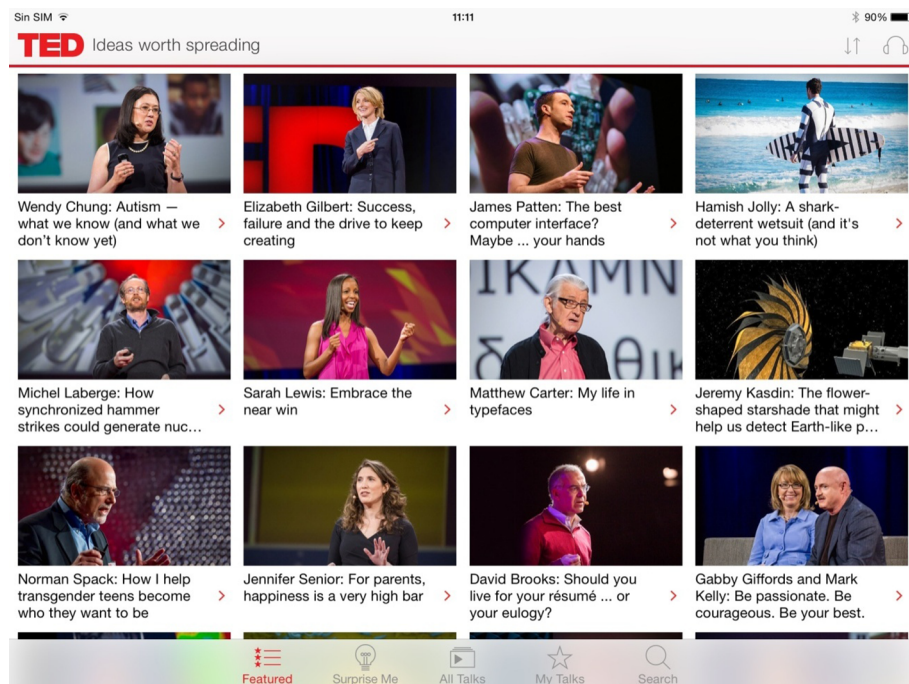 Sin SIM 11:11 90%
TED Ideas worth spreading
Wendy Chung: Autism —
what we know (and what we
don't know yet)
Elizabeth Gilbert: Success,
failure and the drive to keep
creating
James Patten: The best
computer interface?
Maybe ... your hands
Hamish Jolly: A shark-
deterrent wetsuit (and it's
not what you think)
Michel Laberge: How
synchronized hammer
strikes could generate nuc...
Sarah Lewis: Embrace the
near win
ΙΚΛΜΝ
Matthew Carter: My life in
typefaces
Jeremy Kasdin: The flower-
shaped starshade that might
help us detect Earth-like p...
Norman Spack: How I help
transgender teens become
who they want to be
Jennifer Senior: For parents,
happiness is a very high bar
David Brooks: Should you
live for your résumé ... or
your eulogy?
Gabby Giffords and Mark
Kelly: Be passionate. Be
courageous. Be your best.
Featured Surprise Me All Talks My Talks Search